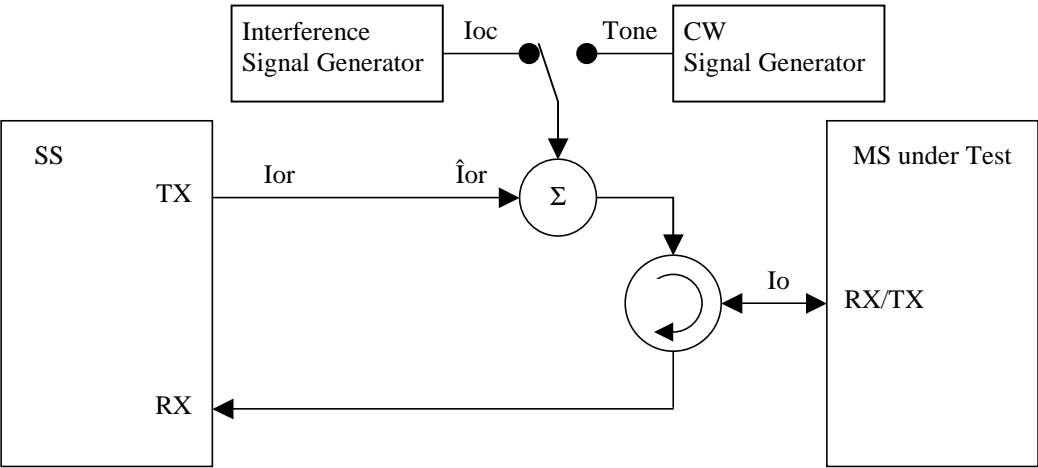 Interference
Signal Generator
Ioc
Tone
CW
Signal Generator
SS
MS under Test
TX
Ior
Îor
Σ
Io
RX/TX
RX